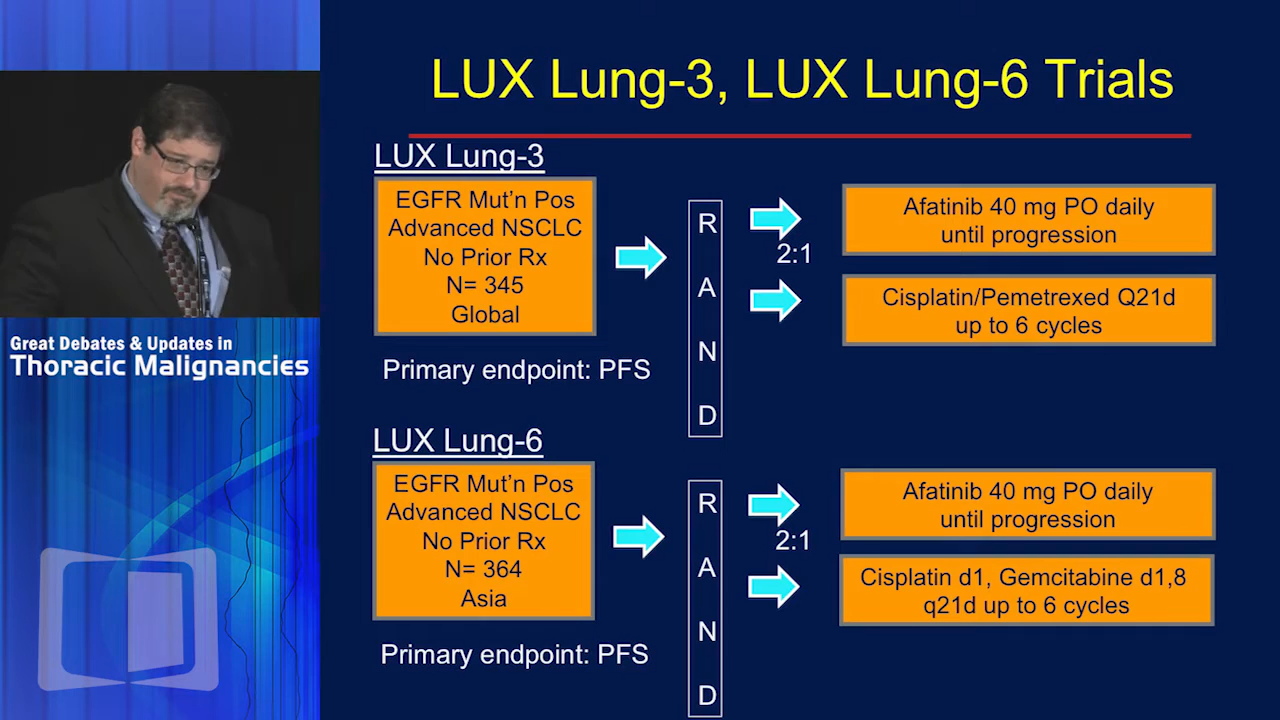 LUX Lung-3, LUX Lung-6 Trials
LUX Lung-3
EGFR Mut’n Pos
Advanced NSCLC
No Prior Rx
N= 345
Global
Primary endpoint: PFS
R
A
N
D
2:1
Afatinib 40 mg PO daily
until progression
Cisplatin/Pemetrexed Q21d
up to 6 cycles
LUX Lung-6
EGFR Mut’n Pos
Advanced NSCLC
No Prior Rx
N= 364
Asia
Primary endpoint: PFS
R
A
N
D
2:1
Afatinib 40 mg PO daily
until progression
Cisplatin d1, Gemcitabine d1,8
q21d up to 6 cycles
Great Debates & Updates in
Thoracic Malignancies